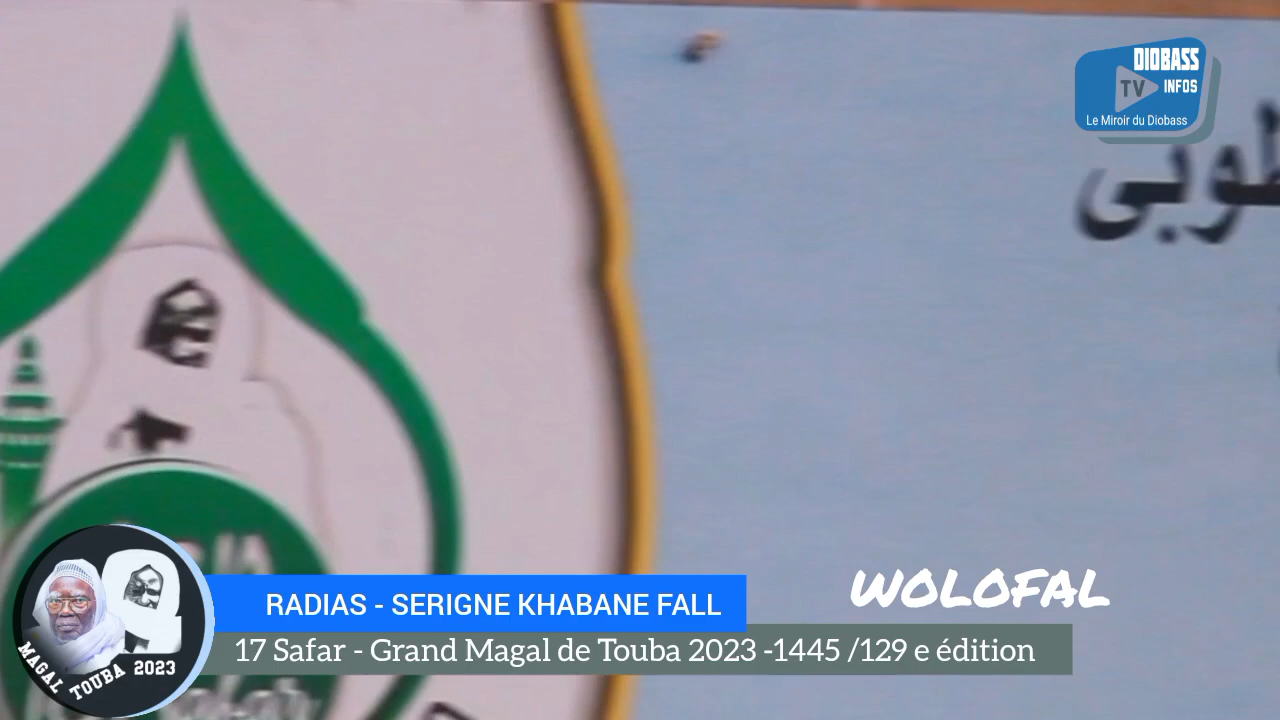 DIOBASS
TV INFOS
Le Miroir du Diobass
طوبى
WOLOFAL
RADIAS - SERIGNE KHABANE FALL
17 Safar - Grand Magal de Touba 2023 -1445 /129 e édition
MAGAL TOUBA 2023